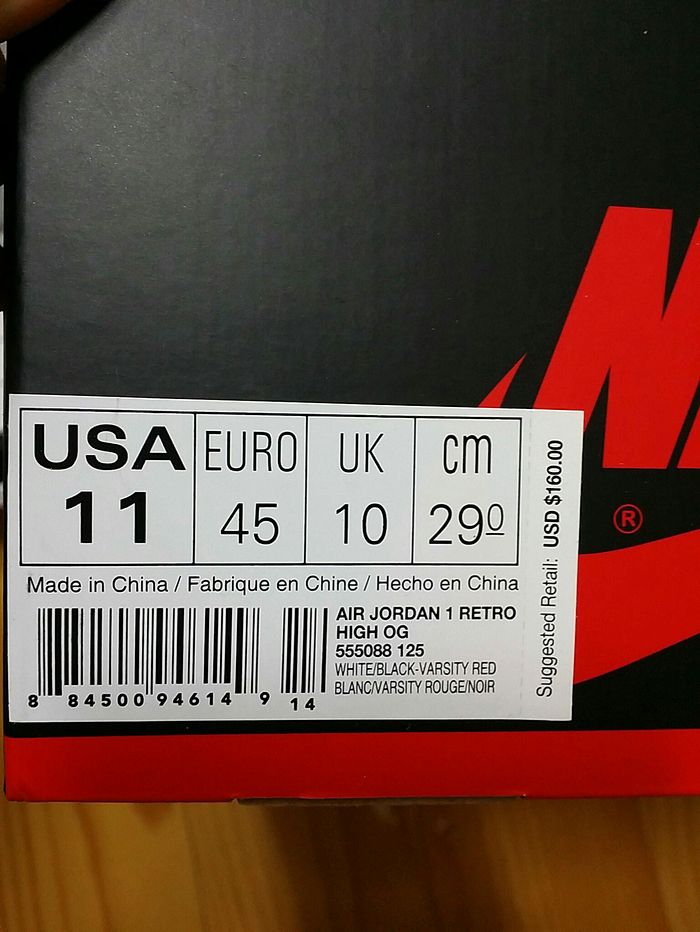 USA EURO UK cm
11 45 10 29 0
Made in China / Fabrique en Chine / Hecho en China
AIR JORDAN 1 RETRO
HIGH OG
555088 125
WHITE/BLACK-VARSITY RED
BLANC/VARSITY ROUGE/NOIR
8 84500 94614 9 14
Suggested Retail: USD $160.00
®